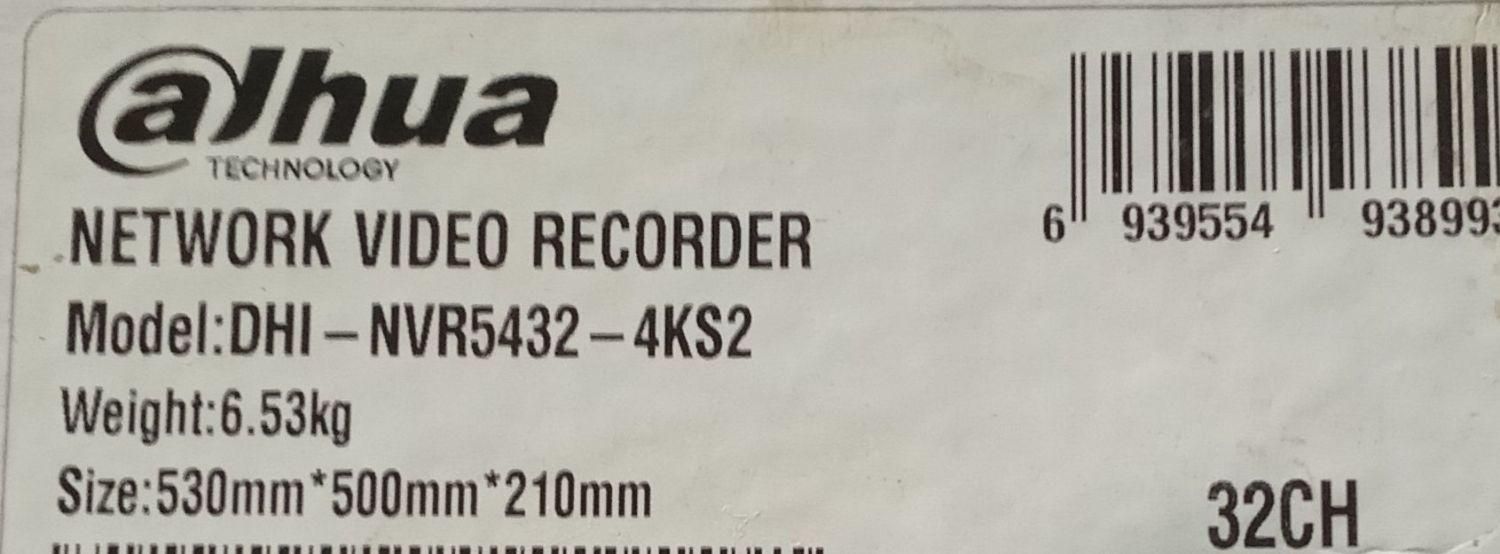 alhua
TECHNOLOGY
NETWORK VIDEO RECORDER
Model:DHI-NVR5432-4KS2
Weight:6.53kg
Size:530mm*500mm*210mm
6 939554 938993
32CH